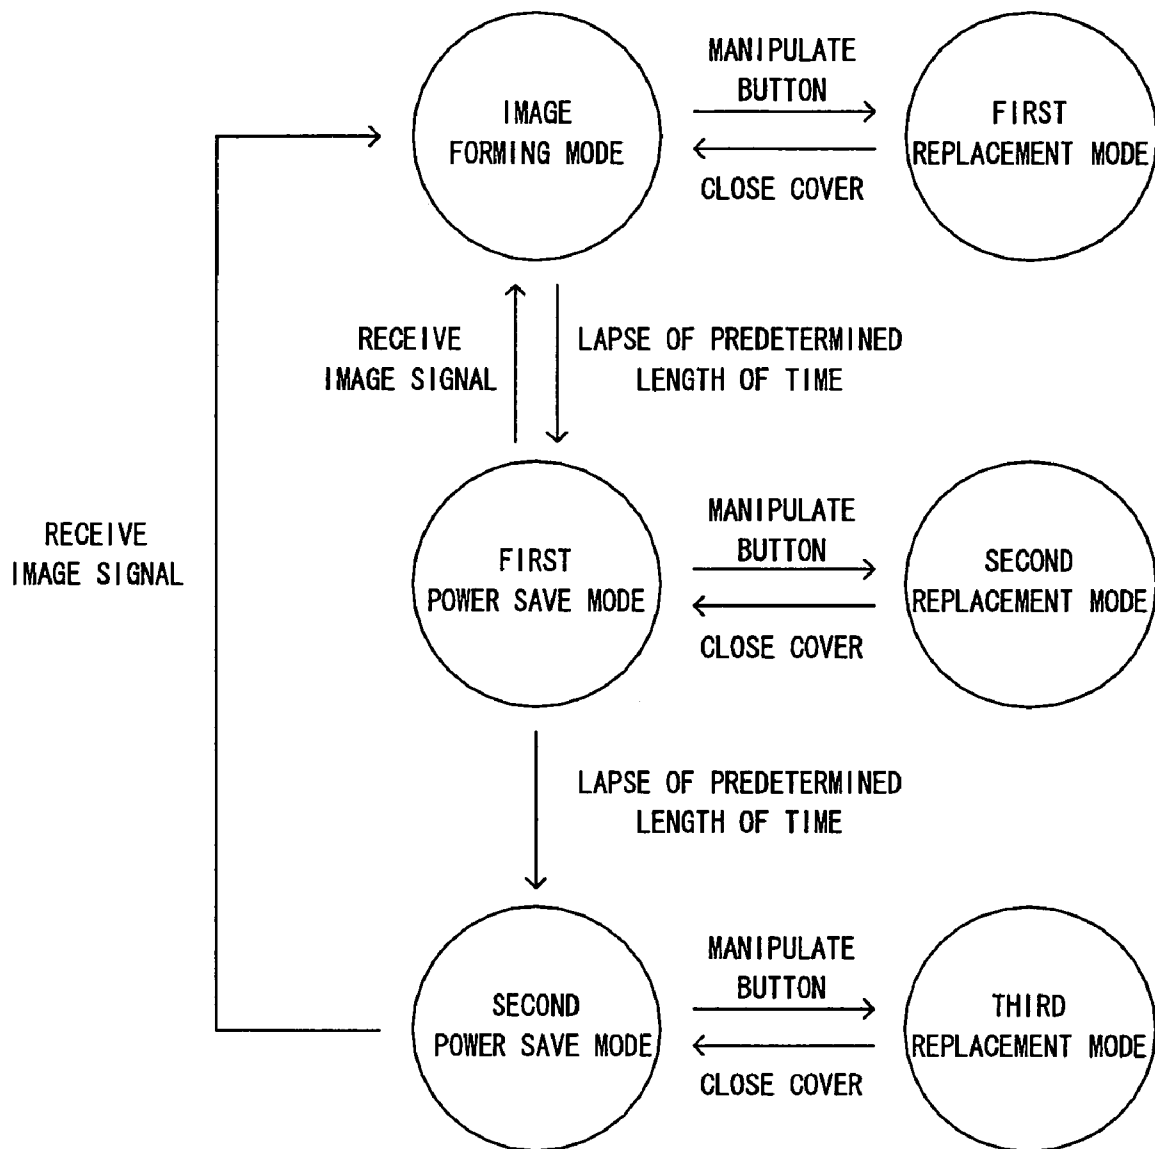 MANIPULATE
BUTTON
IMAGE
FORMING MODE
FIRST
REPLACEMENT MODE
CLOSE COVER
RECEIVE
IMAGE SIGNAL
LAPSE OF PREDETERMINED
LENGTH OF TIME
RECEIVE
IMAGE SIGNAL
MANIPULATE
BUTTON
FIRST
POWER SAVE MODE
SECOND
REPLACEMENT MODE
CLOSE COVER
LAPSE OF PREDETERMINED
LENGTH OF TIME
MANIPULATE
BUTTON
SECOND
POWER SAVE MODE
THIRD
REPLACEMENT MODE
CLOSE COVER